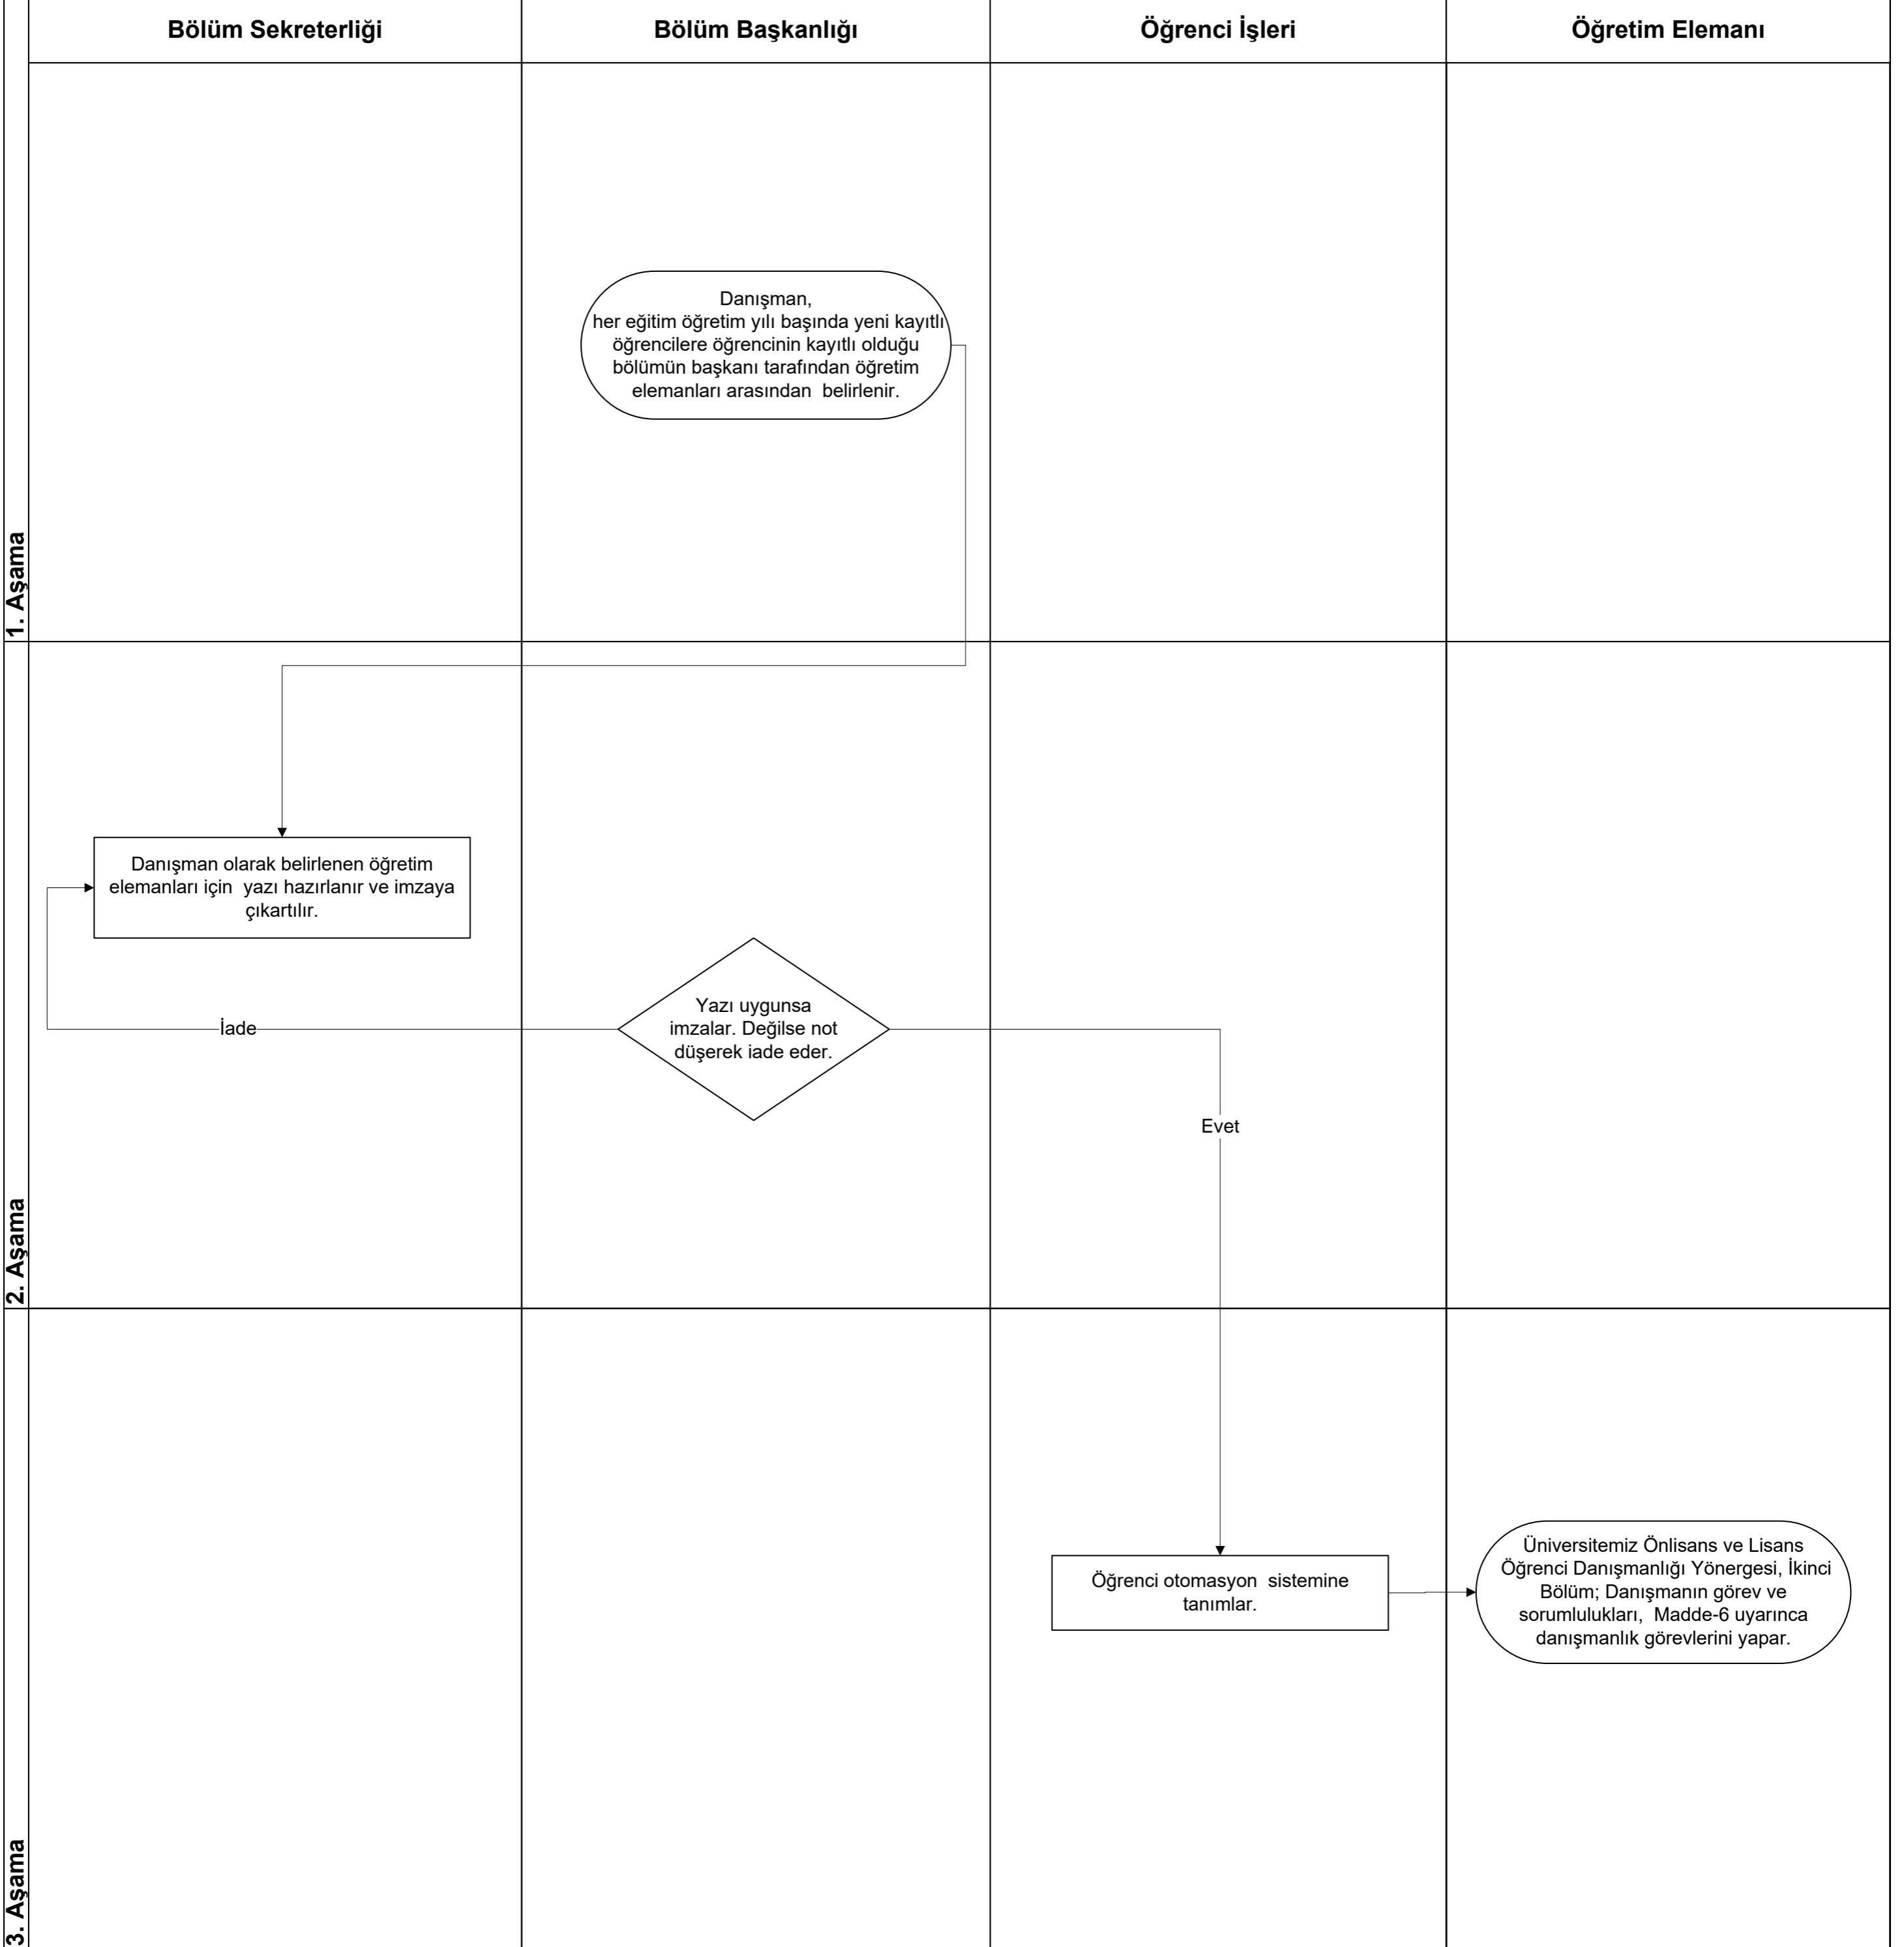 Bölüm Sekreterliği
Bölüm Başkanlığı
Öğrenci İşleri
Öğretim Elemanı
1. Aşama
Danışman,
her eğitim öğretim yılı başında yeni kayıtlı
öğrencilere öğrencinin kayıtlı olduğu
bölümün başkanı tarafından öğretim
elemanları arasından belirlenir.
2. Aşama
Danışman olarak belirlenen öğretim
elemanları için yazı hazırlanır ve imzaya
çıkartılır.
Yazı uygunsa
imzalar. Değilse not
düşerek iade eder.
İade
Evet
3. Aşama
Öğrenci otomasyon sistemine
tanımlar.
Üniversitemiz Önlisans ve Lisans
Öğrenci Danışmanlığı Yönergesi, İkinci
Bölüm; Danışmanın görev ve
sorumlulukları, Madde-6 uyarınca
danışmanlık görevlerini yapar.